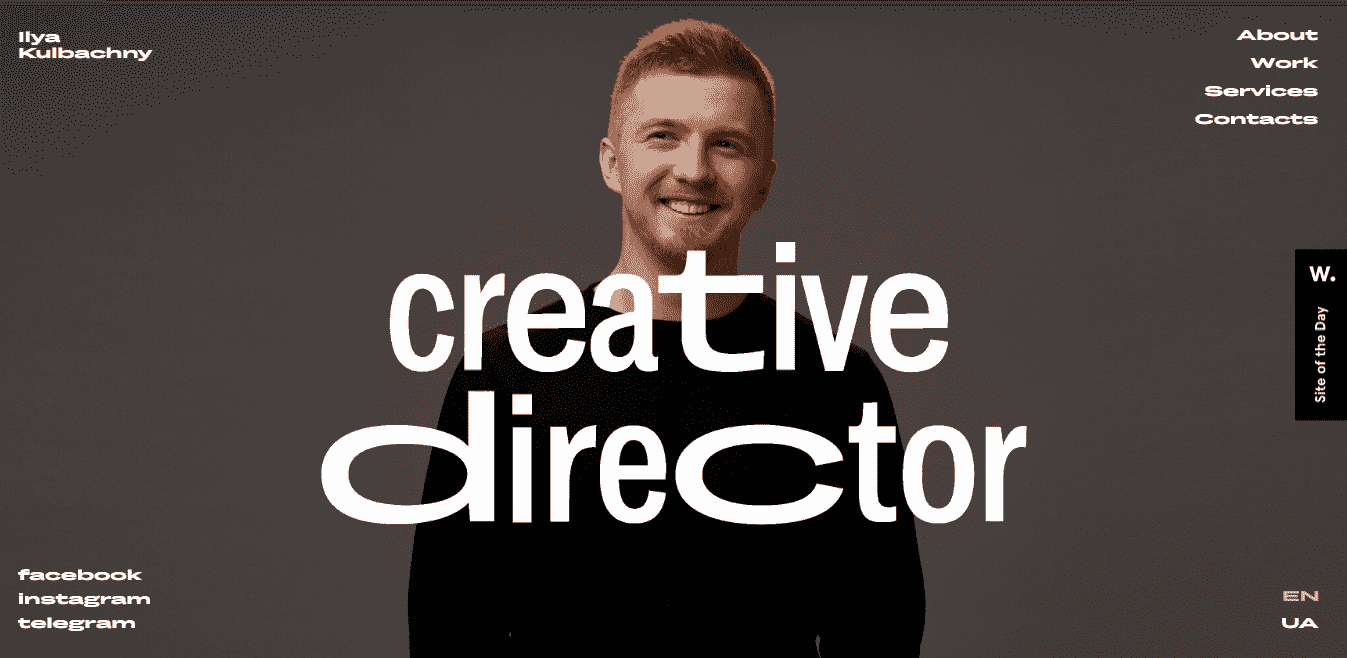 Ilya
Kulbachny
About
Work
Services
Contacts
creative
director
W.
Site of the Day
facebook
instagram
telegram
EN
UA